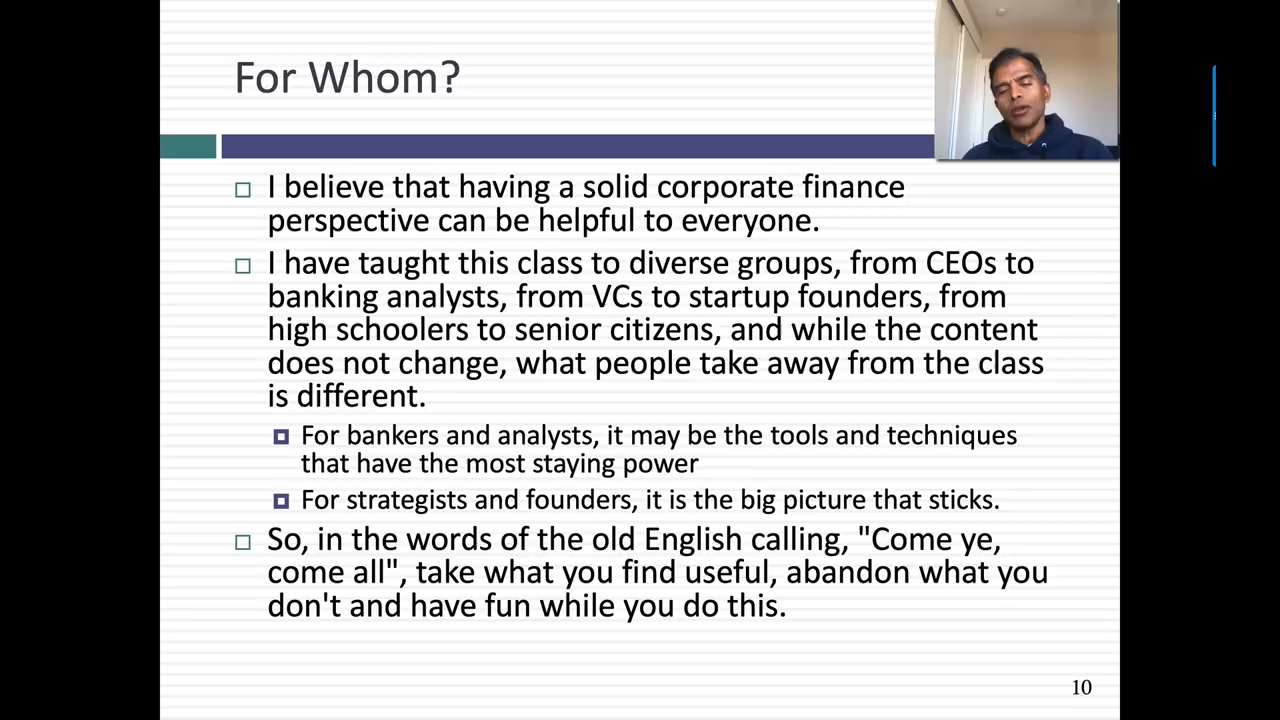 For Whom?
I believe that having a solid corporate finance
perspective can be helpful to everyone.
I have taught this class to diverse groups, from CEOs to
banking analysts, from VCs to startup founders, from
high schoolers to senior citizens, and while the content
does not change, what people take away from the class
is different.
For bankers and analysts, it may be the tools and techniques
that have the most staying power
For strategists and founders, it is the big picture that sticks.
So, in the words of the old English calling, "Come ye,
come all", take what you find useful, abandon what you
don't and have fun while you do this.
10